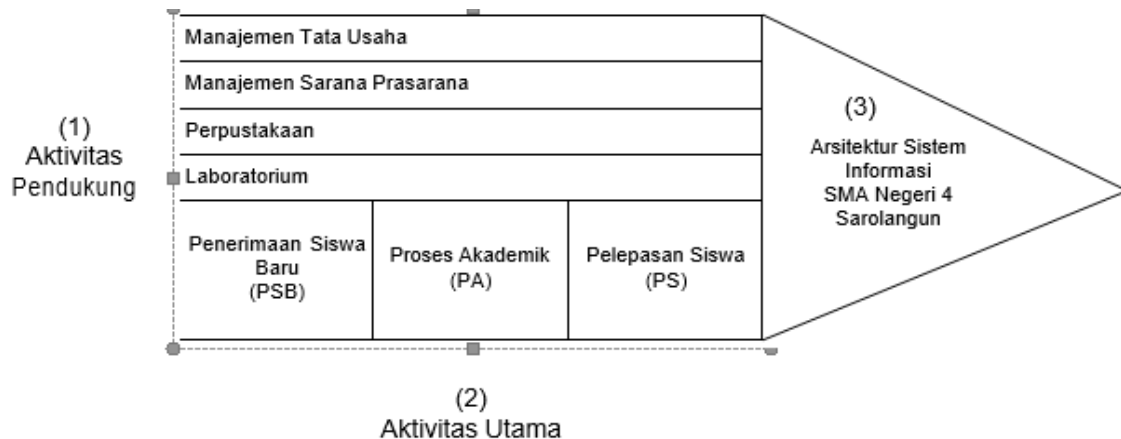 Manajemen Tata Usaha
Manajemen Sarana Prasarana
Perpustakaan
Laboratorium
(1)
Aktivitas
Pendukung
Penerimaan Siswa
Baru
(PSB)
Proses Akademik
(PA)
Pelepasan Siswa
(PS)
(3)
Arsitektur Sistem
Informasi
SMA Negeri 4
Sarolangun
(2)
Aktivitas Utama